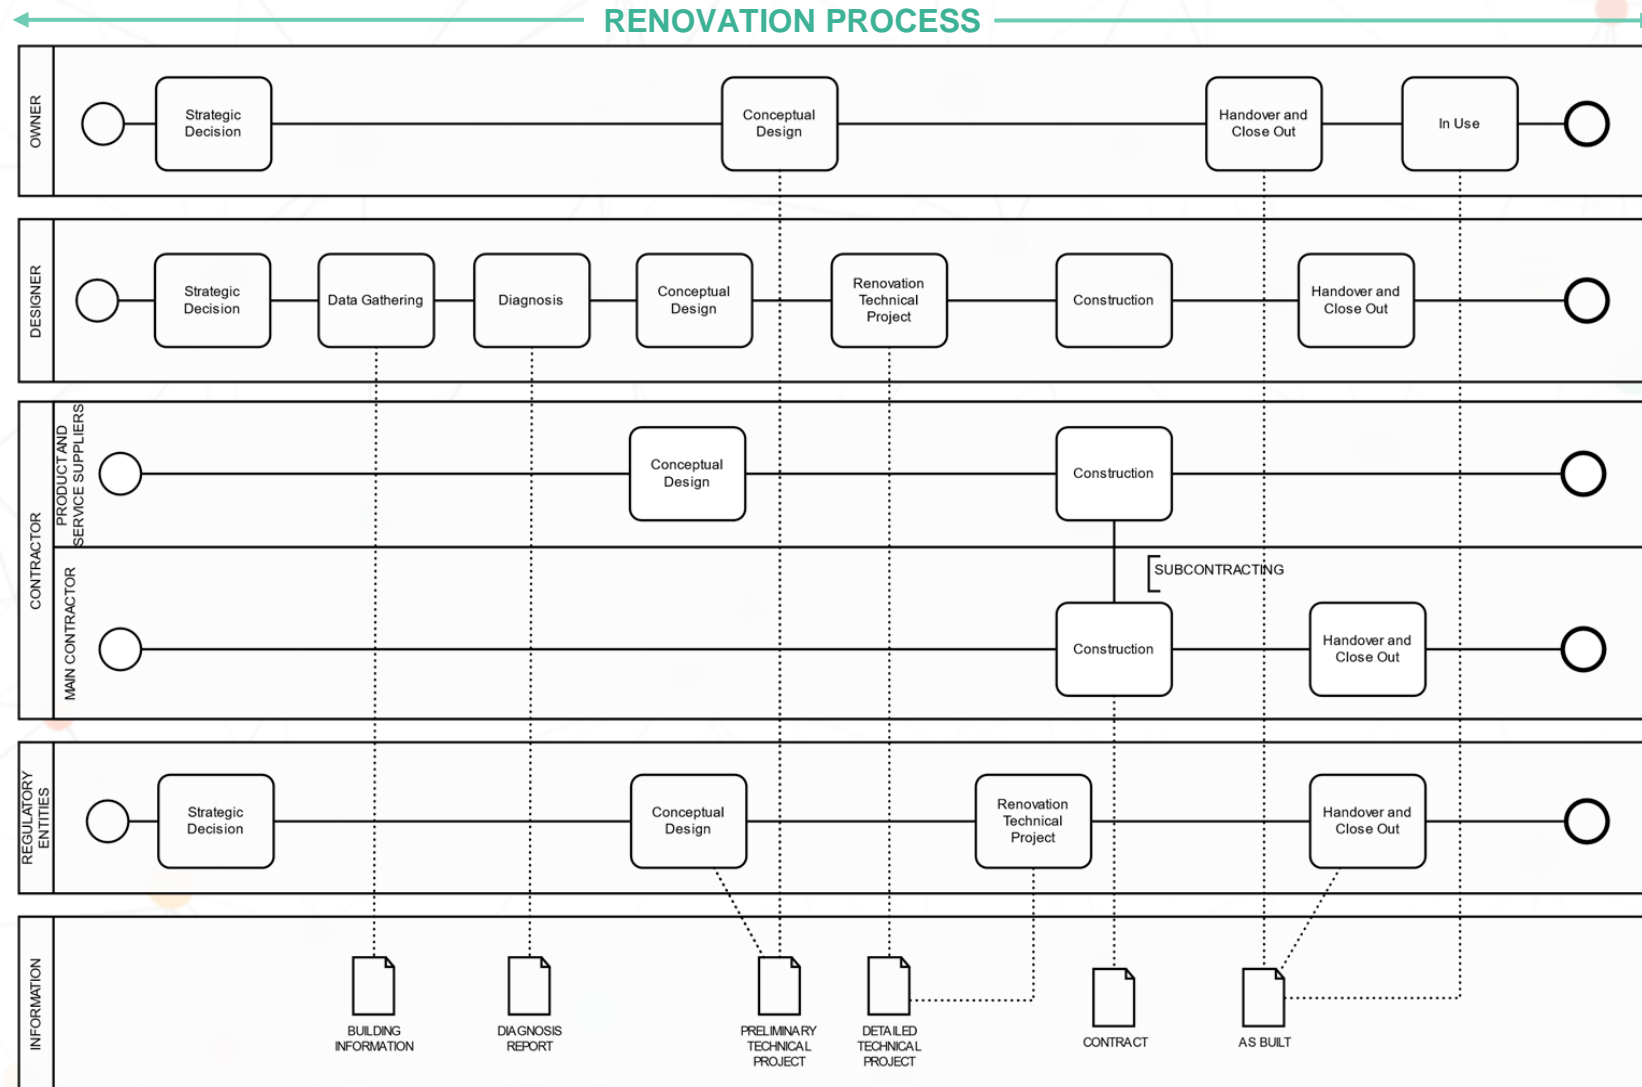 RENOVATION PROCESS
OWNER
Strategic
Decision
Conceptual
Design
Handover and
Close Out
In Use
DESIGNER
Strategic
Decision
Data Gathering
Diagnosis
Conceptual
Design
Renovation
Technical
Project
Construction
Handover and
Close Out
CONTRACTOR
PRODUCT AND
SERVICE SUPPLIERS
Conceptual
Design
Construction
SUBCONTRACTING
MAIN CONTRACTOR
Construction
Handover and
Close Out
REGULATORY
ENTITIES
Strategic
Decision
Conceptual
Design
Renovation
Technical
Project
Handover and
Close Out
INFORMATION
BUILDING
INFORMATION
DIAGNOSIS
REPORT
PRELIMINARY
TECHNICAL
PROJECT
DETAILED
TECHNICAL
PROJECT
CONTRACT
AS BUILT